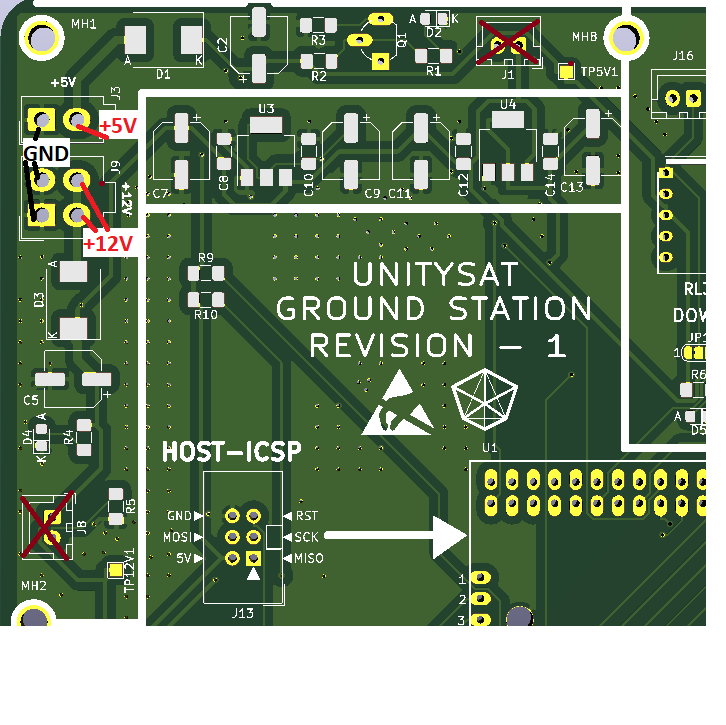 MH1
A
D1
K
C2
+
R3
R2
Q1
A
D2
K
R1
J1
MH8
TP5V1
J16
+5V
J3
+5V
GND
J9
+12V
+12V
+
C7
C8
U3
C10
+
C9
+
C11
C12
U4
C14
+
C13
A
D3
K
R9
R10
UNITYSAT
GROUND STATION
REVISION - 1
RL
DOW
JP1
1
R6
A
D5
C5
+
A
D4
K
R4
HOST-ICSP
U1
J8
R5
GND
RST
MOSI
SCK
5V
MISO
TP12V1
MH2
J13
1
2
3